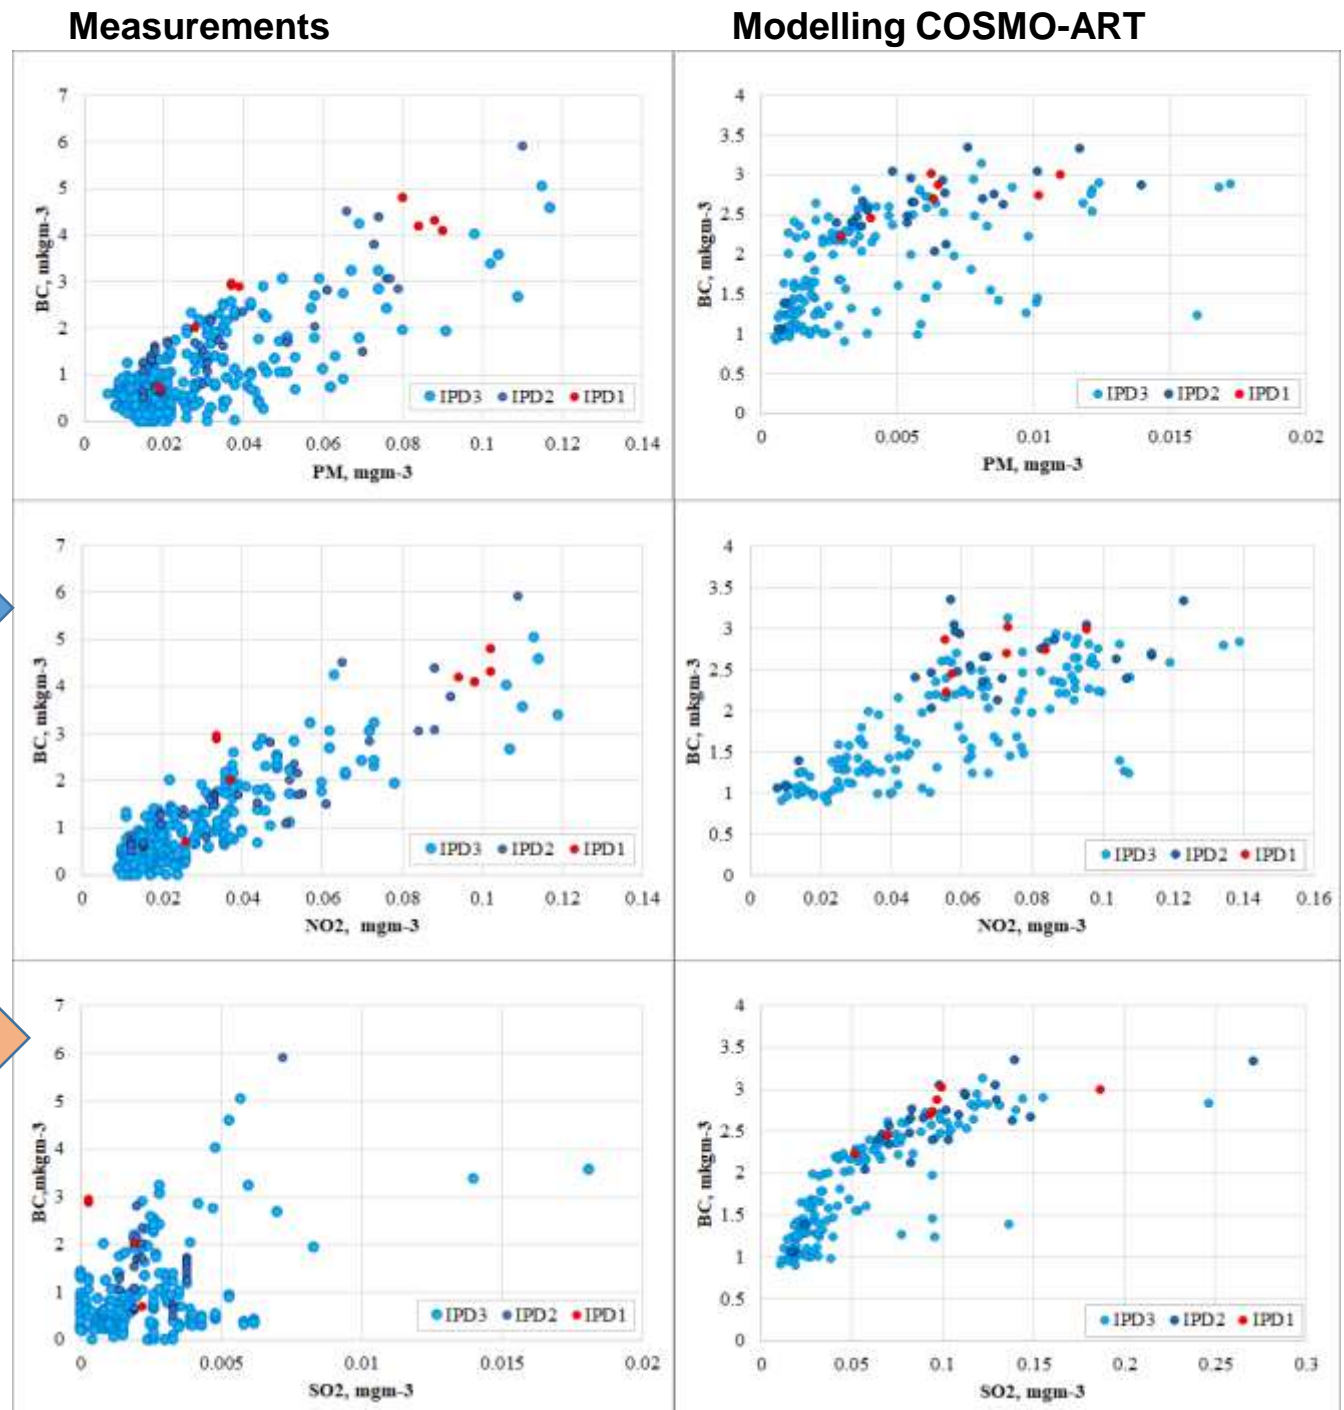 Measurements
Modelling COSMO-ART
7
6
5
4
3
2
1
0
BC, mkgm-3
0 0.02 0.04 0.06 0.08 0.1 0.12 0.14
PM, mgm-3
IPD3 IPD2 IPD1
4
3.5
3
2.5
2
1.5
1
0.5
0
BC, mkgm-3
0 0.005 0.01 0.015 0.02
PM, mgm-3
IPD3 IPD2 IPD1
7
6
5
4
3
2
1
0
BC, mkgm-3
0 0.02 0.04 0.06 0.08 0.1 0.12 0.14
NO2, mgm-3
IPD3 IPD2 IPD1
4
3.5
3
2.5
2
1.5
1
0.5
0
BC, mkgm-3
0 0.02 0.04 0.06 0.08 0.1 0.12 0.14 0.16
NO2, mgm-3
IPD3 IPD2 IPD1
7
6
5
4
3
2
1
0
BC,mkgm-3
0 0.005 0.01 0.015 0.02
SO2, mgm-3
IPD3 IPD2 IPD1
4
3.5
3
2.5
2
1.5
1
0.5
0
BC, mkgm-3
0 0.05 0.1 0.15 0.2 0.25 0.3
SO2, mgm-3
IPD3 IPD2 IPD1